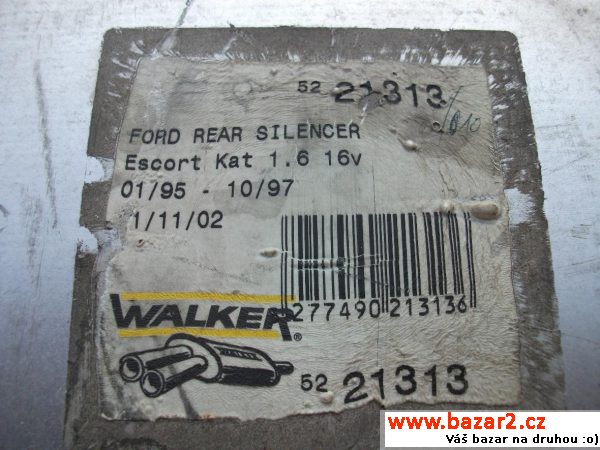 52 21313
2010
FORD REAR SILENCER
Escort Kat 1.6 16v
01/95 - 10/97
1/11/02
277490 213136
WALKER®
52 21313
www.bazar2.cz
Váš bazar na druhou :o)